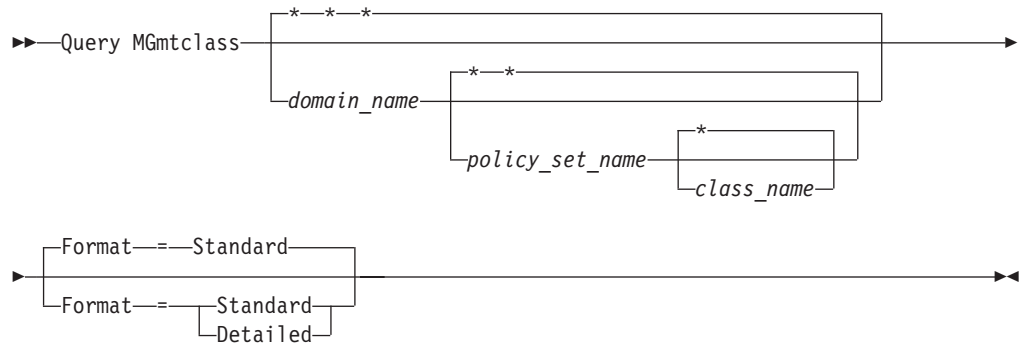 * * *
Query MGmtclass
* *
domain_name
*
policy_set_name
class_name
Format = Standard
Format = Standard
Detailed